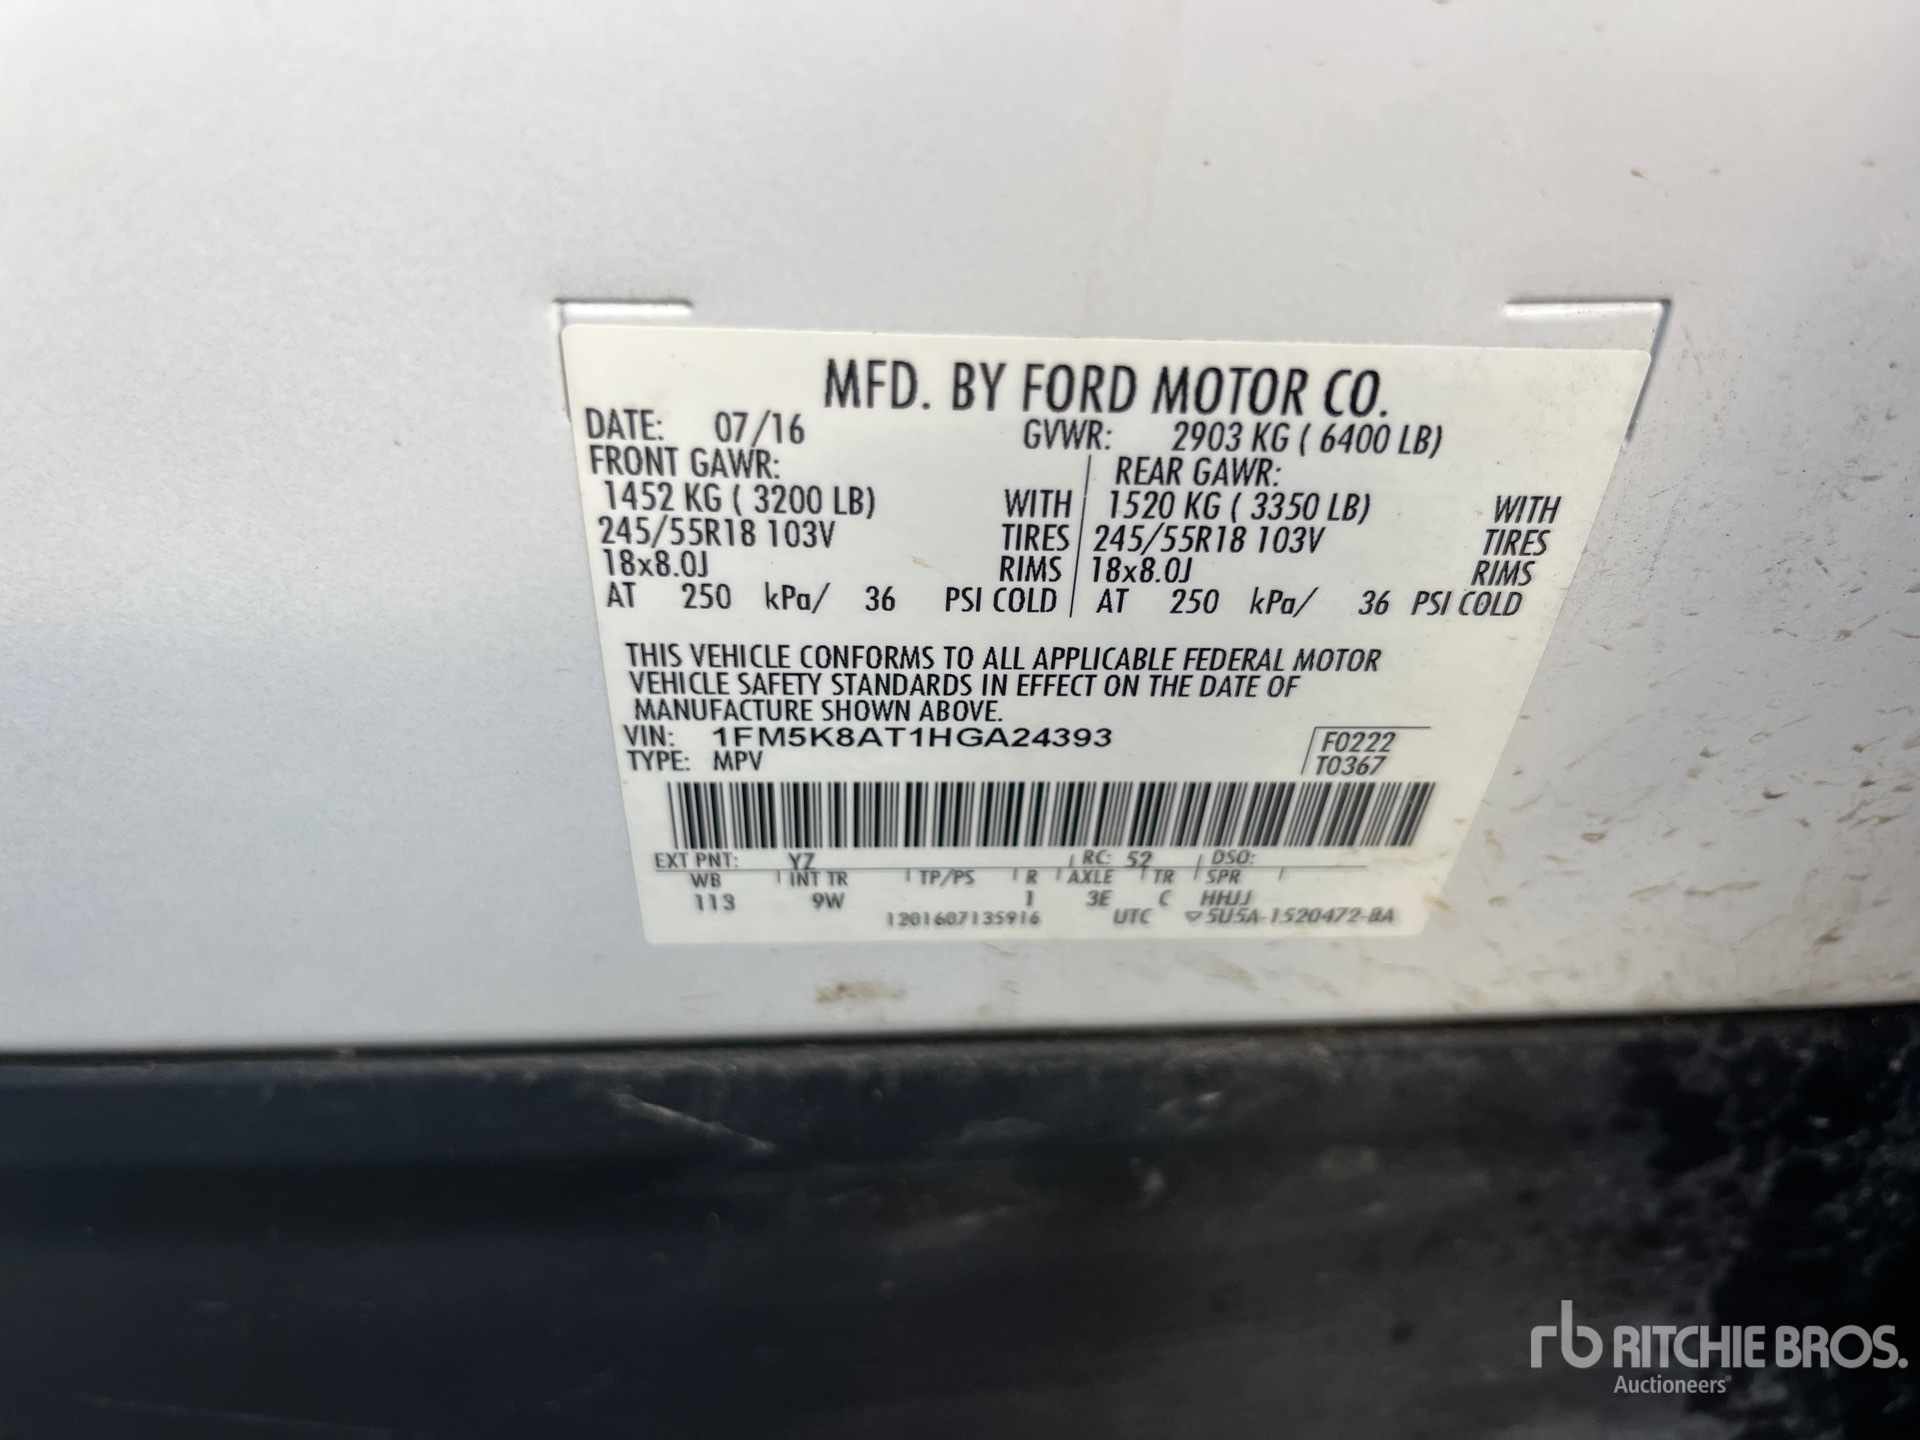 MFD. BY FORD MOTOR CO.
DATE: 07/16 GVWR: 2903 KG ( 6400 LB)
FRONT GAWR: REAR GAWR:
1452 KG ( 3200 LB) WITH 1520 KG ( 3350 LB) WITH
245/55R18 103V TIRES 245/55R18 103V TIRES
18x8.0J RIMS 18x8.0J RIMS
AT 250 kPa/ 36 PSI COLD AT 250 kPa/ 36 PSI COLD
THIS VEHICLE CONFORMS TO ALL APPLICABLE FEDERAL MOTOR
VEHICLE SAFETY STANDARDS IN EFFECT ON THE DATE OF
MANUFACTURE SHOWN ABOVE.
VIN: 1FM5K8AT1HGA24393 F0222
TYPE: MPV T0367
EXT PNT: YZ RC: 52 DSO:
WB INT TR TP/PS R AXLE TR SPR
113 9W 1 3E C HHJJ
1201607135916 UTC ▽5U5A-1520472-BA
rb RITCHIE BROS.
Auctioneers®